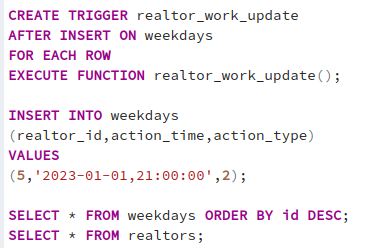 CREATE TRIGGER realtor_work_update
AFTER INSERT ON weekdays
FOR EACH ROW
EXECUTE FUNCTION realtor_work_update();
INSERT INTO weekdays
(realtor_id,action_time,action_type)
VALUES
(5,'2023-01-01,21:00:00',2);
SELECT * FROM weekdays ORDER BY id DESC;
SELECT * FROM realtors;